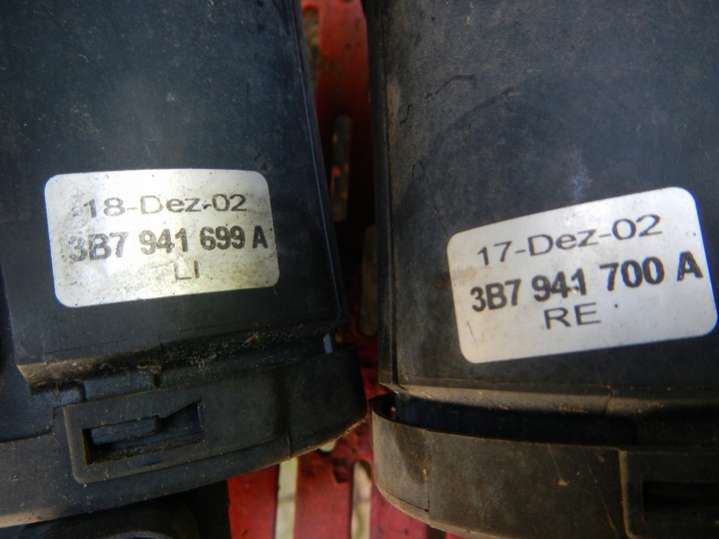 18-Dez-02
3B7 941 699 A
LI
17-Dez-02
3B7 941 700 A
RE